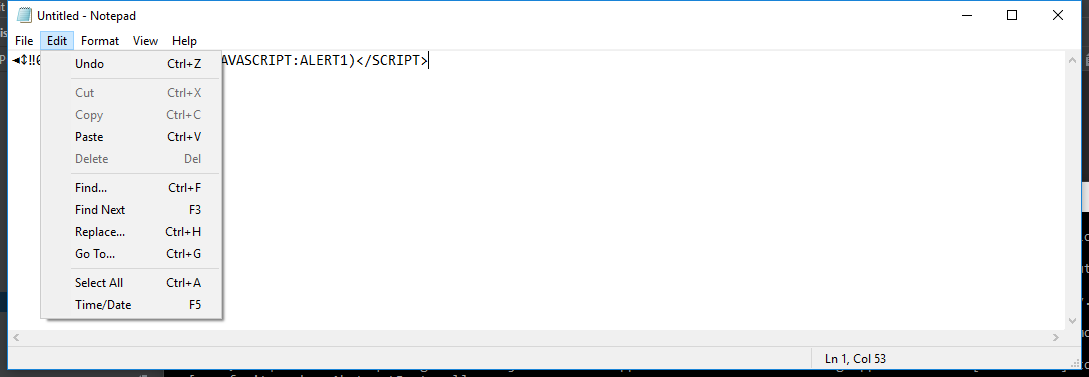 Untitled - Notepad
File Edit Format View Help
◄↕‼ AVASCRIPT:ALERT1)</SCRIPT>
Undo Ctrl+Z
Cut Ctrl+X
Copy Ctrl+C
Paste Ctrl+V
Delete Del
Find... Ctrl+F
Find Next F3
Replace... Ctrl+H
Go To... Ctrl+G
Select All Ctrl+A
Time/Date F5
Ln 1, Col 53